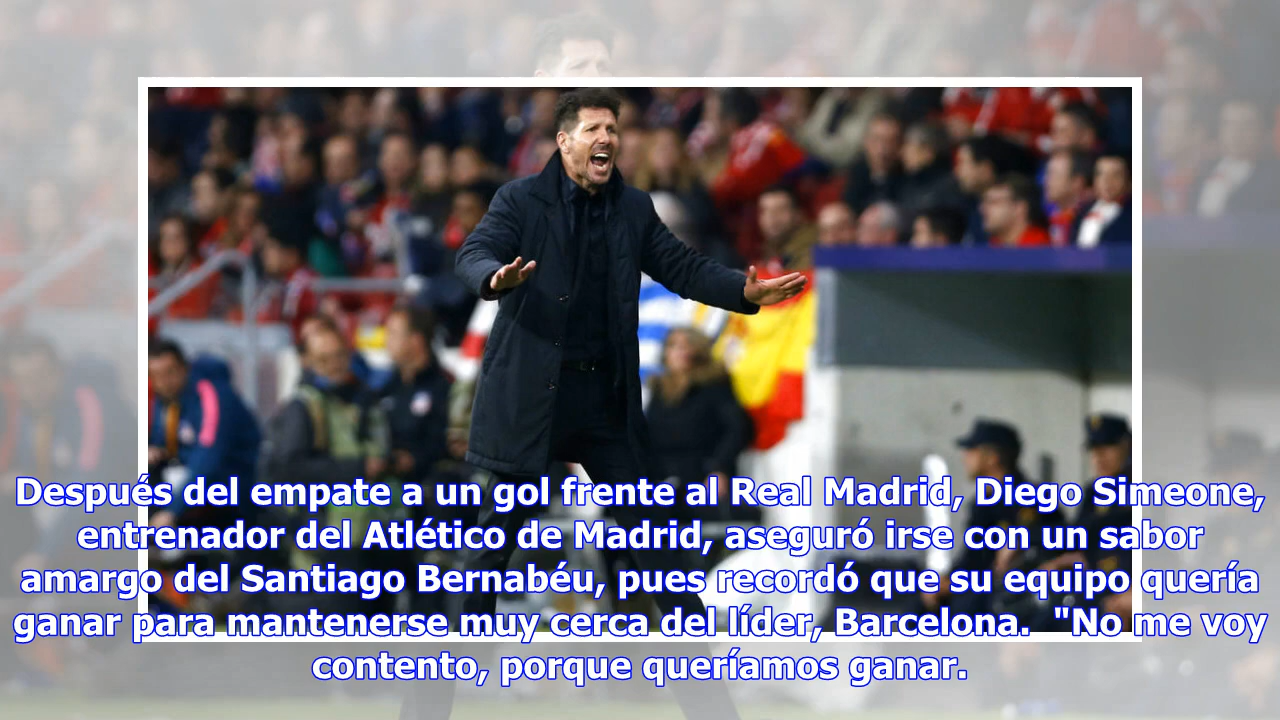 Después del empate a un gol frente al Real Madrid, Diego Simeone,
entrenador del Atlético de Madrid, aseguró irse con un sabor
amargo del Santiago Bernabéu, pues recordó que su equipo quería
ganar para mantenerse muy cerca del líder, Barcelona.  "No me voy
contento, porque queríamos ganar.